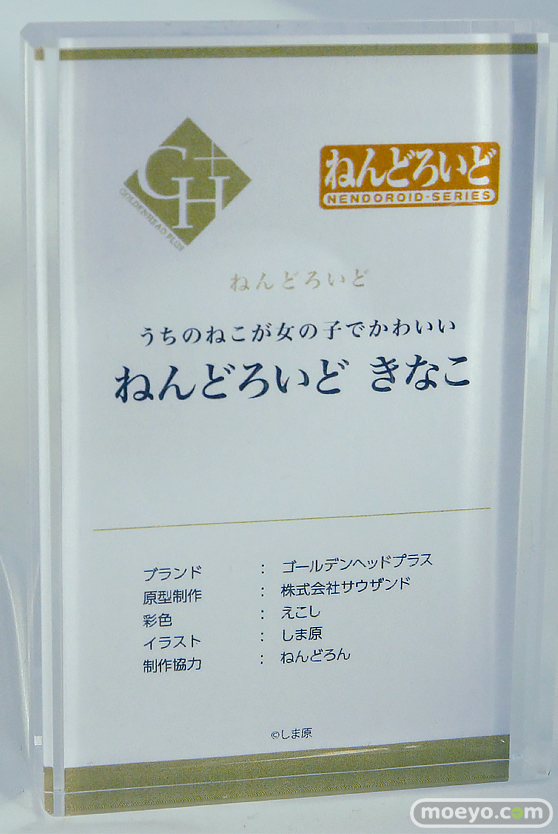 GH+
GOLDENHEAD PLUS
ねんどろいど
NENDOROID-SERIES
ねんどろいど
うちのねこが女の子でかわいい
ねんどろいど きなこ
ブランド : ゴールデンヘッドプラス
原型制作 : 株式会社サウザンド
彩色 : えこし
イラスト : しま原
制作協力 : ねんどろん
©しま原
moeyo.com